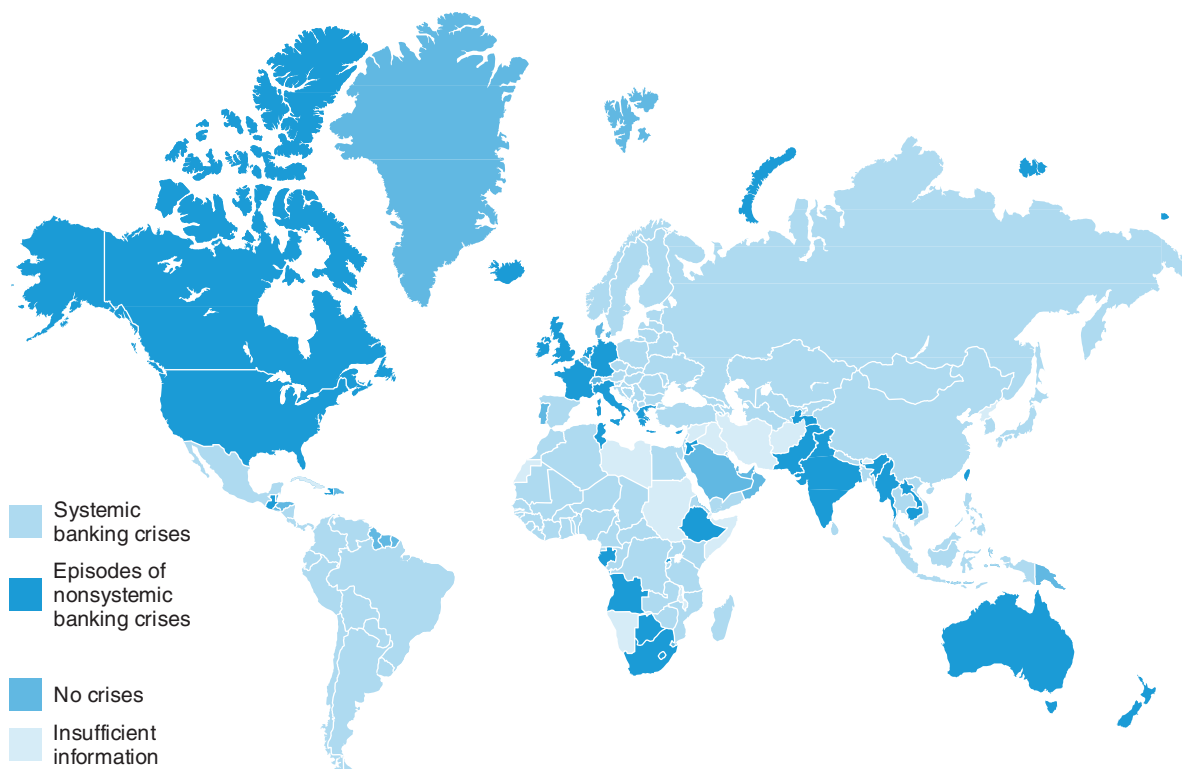 Systemic
banking crises
Episodes of
nonsystemic
banking crises
No crises
Insufficient
information